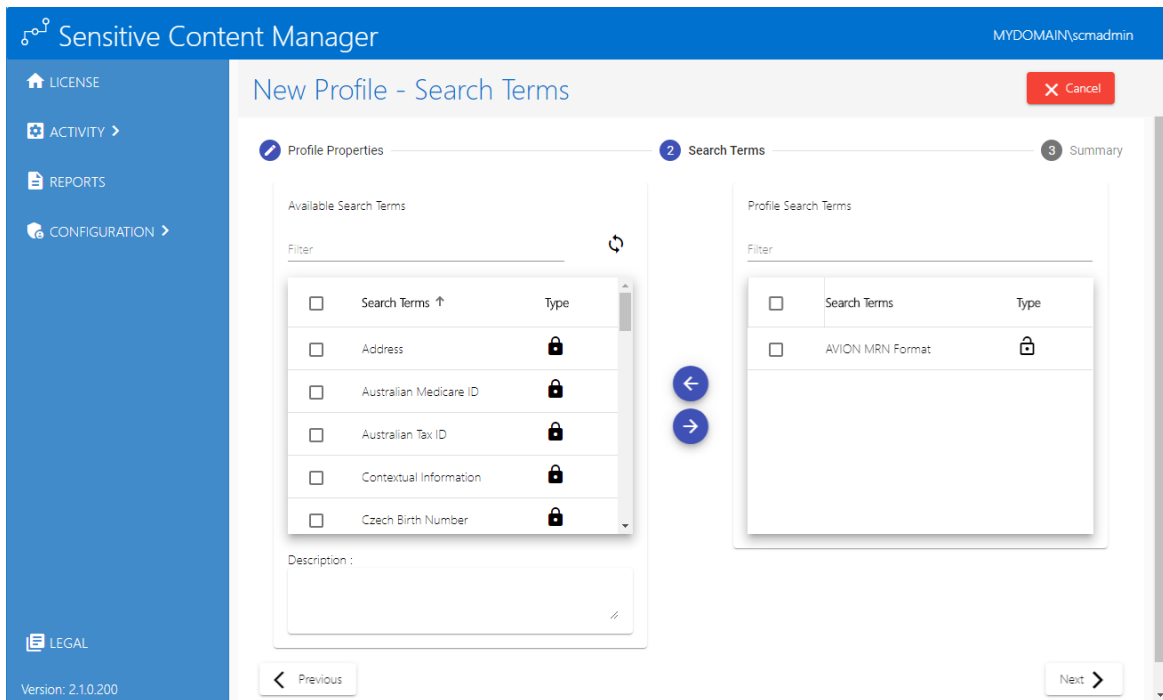 Sensitive Content Manager
MYDOMAIN\scmadmin
LICENSE
ACTIVITY
REPORTS
CONFIGURATION
LEGAL
Version: 2.1.0.200
New Profile - Search Terms
Cancel
Profile Properties
2 Search Terms
3 Summary
Available Search Terms
Filter
Search Terms Type
Address
Australian Medicare ID
Australian Tax ID
Contextual Information
Czech Birth Number
Description :
Profile Search Terms
Filter
Search Terms Type
AVION MRN Format
Previous
Next